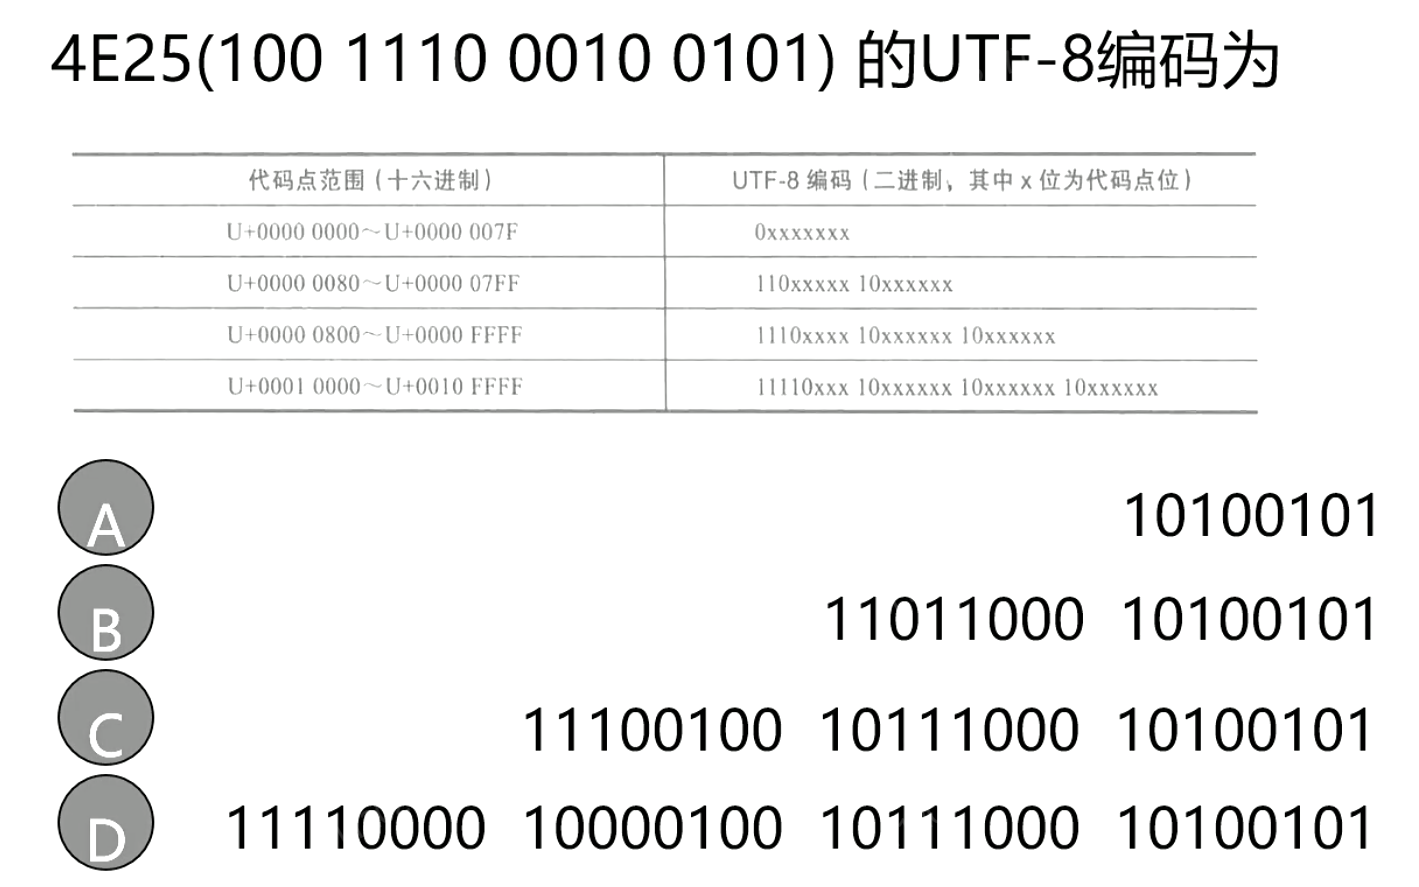 4E25(100 1110 0010 0101) 的UTF-8编码为
代码点范围（十六进制） UTF-8 编码（二进制，其中 x 位为代码点位）
U+0000 0000～U+0000 007F 0xxxxxxx
U+0000 0080～U+0000 07FF 110xxxxx 10xxxxxx
U+0000 0800～U+0000 FFFF 1110xxxx 10xxxxxx 10xxxxxx
U+0001 0000～U+0010 FFFF 11110xxx 10xxxxxx 10xxxxxx 10xxxxxx
A 10100101
B 11011000 10100101
C 11100100 10111000 10100101
D 11110000 10000100 10111000 10100101